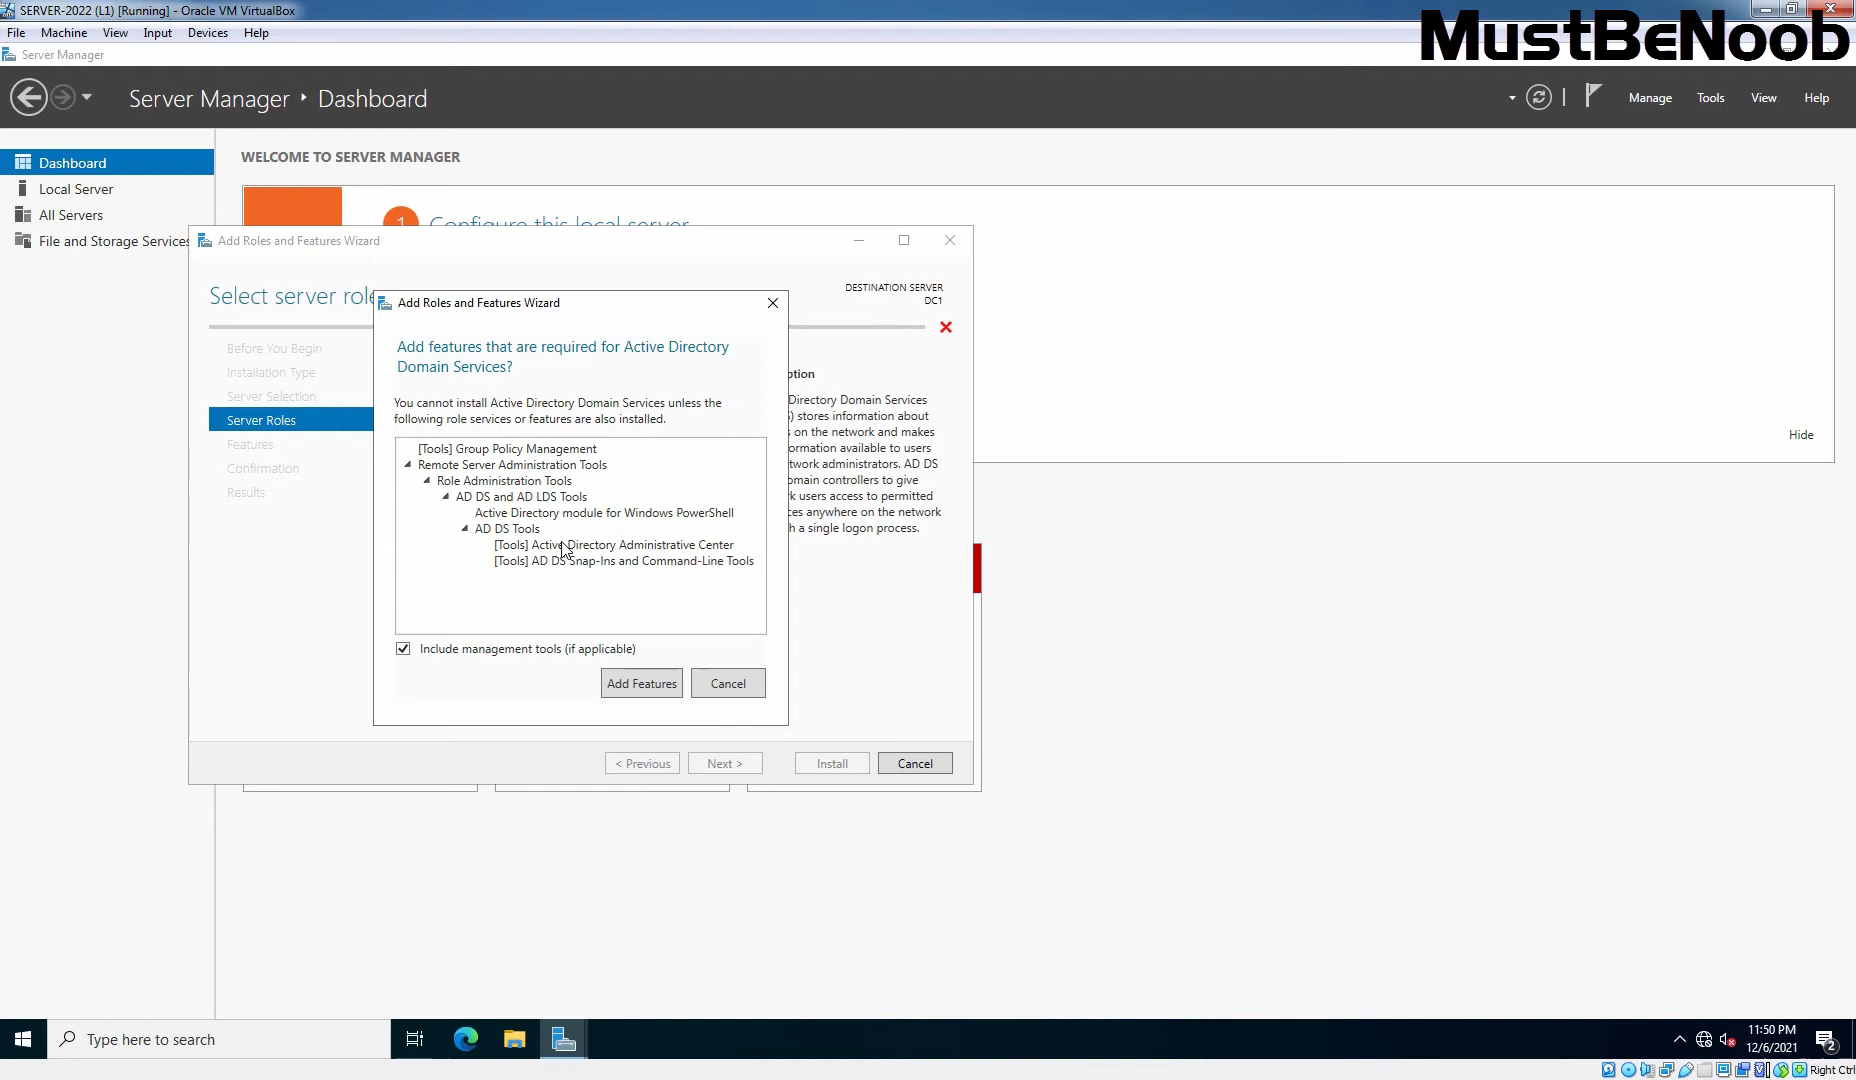 SERVER-2022 (L1) [Running] - Oracle VM VirtualBox
MustBeNoob
File Machine View Input Devices Help
Server Manager
Server Manager Dashboard
Manage Tools View Help
Dashboard
Local Server
All Servers
File and Storage Services
WELCOME TO SERVER MANAGER
1 Configure this local server
Hide
Add Roles and Features Wizard
Select server role
DESTINATION SERVER
DC1
Before You Begin
Installation Type
Server Selection
Server Roles
Features
Confirmation
Results
Add Roles and Features Wizard
Add features that are required for Active Directory
Domain Services?
You cannot install Active Directory Domain Services unless the
following role services or features are also installed.
[Tools] Group Policy Management
Remote Server Administration Tools
Role Administration Tools
AD DS and AD LDS Tools
Active Directory module for Windows PowerShell
AD DS Tools
[Tools] Active Directory Administrative Center
[Tools] AD DS Snap-Ins and Command-Line Tools
Include management tools (if applicable)
Add Features Cancel
ption
Directory Domain Services
) stores information about
s on the network and makes
ormation available to users
twork administrators. AD DS
omain controllers to give
k users access to permitted
ces anywhere on the network
h a single logon process.
< Previous Next > Install Cancel
Type here to search
11:50 PM
12/6/2021
2
Right Ctrl